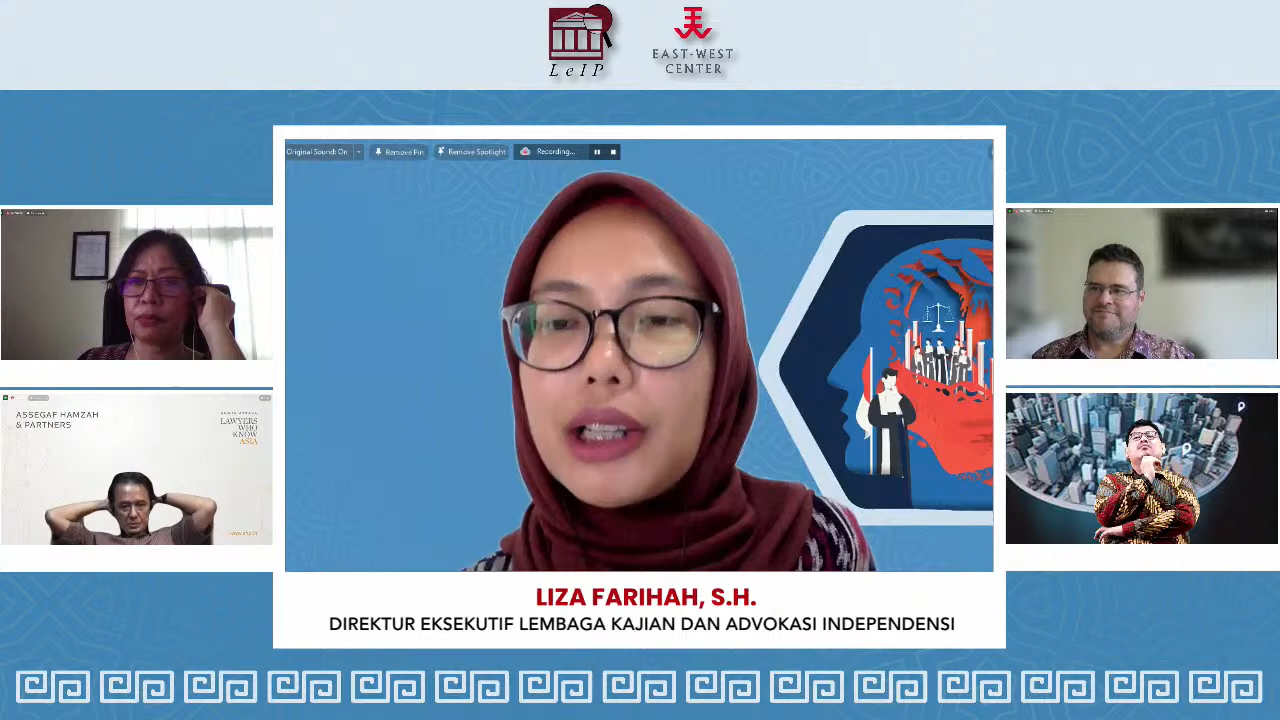 LeIP
EAST-WEST
CENTER
Original Sound: On
Remove Pin
Remove Spotlight
Recording...
ASSEGAF HAMZAH
& PARTNERS
LAWYERS
WHO
KNOW
ASIA
LIZA FARIHAH, S.H.
DIREKTUR EKSEKUTIF LEMBAGA KAJIAN DAN ADVOKASI INDEPENDENSI